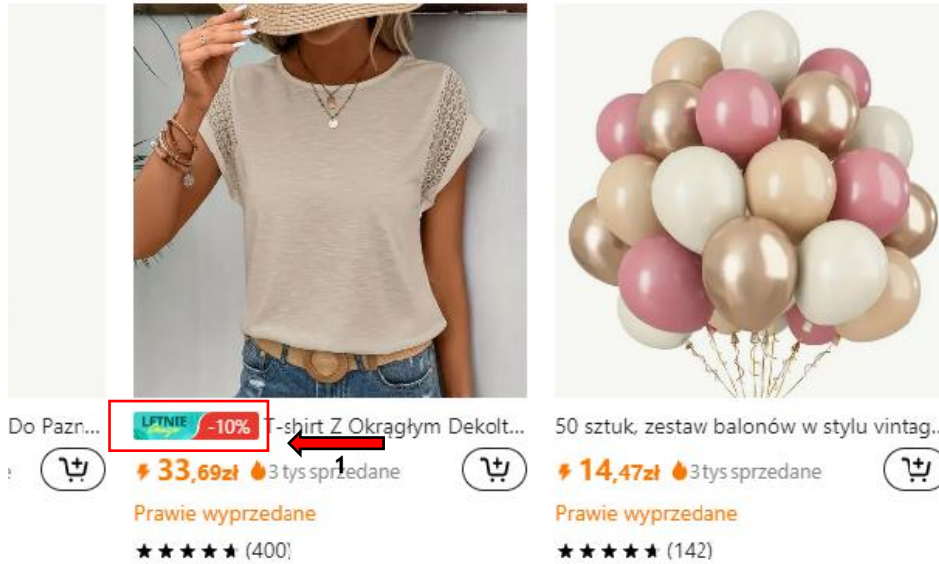 Do Pazn...
LETNIE -10% T-shirt Z Okrągłym Dekolt...
33,69zł 3 tys sprzedane
1
Prawie wyprzedane
(400)
50 sztuk, zestaw balonów w stylu vintag...
14,47zł 3 tys sprzedane
Prawie wyprzedane
(142)